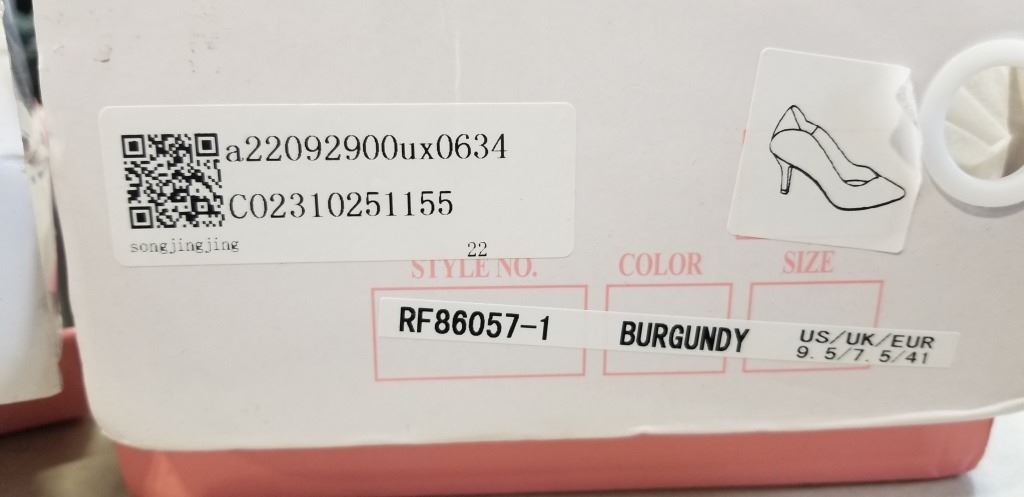 a22092900ux0634
C02310251155
songjingjing
22
STYLE NO. COLOR SIZE
RF86057-1 BURGUNDY US/UK/EUR
9.5/7.5/41